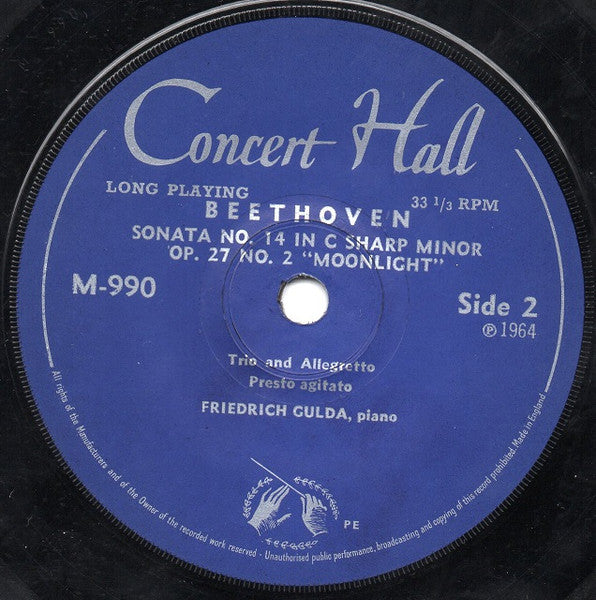 Concert Hall
LONG PLAYING
33 1/3 RPM
BEETHOVEN
SONATA NO. 14 IN C SHARP MINOR
OP. 27 NO. 2 "MOONLIGHT"
M-990
Side 2
Ⓟ 1964
Trio and Allegretto
Presto agitato
FRIEDRICH GULDA, piano
PE
All rights of the Manufacturers and of the Owner of the recorded work reserved - Unauthorised public performance, broadcasting and copying of this record prohibited. Made in England